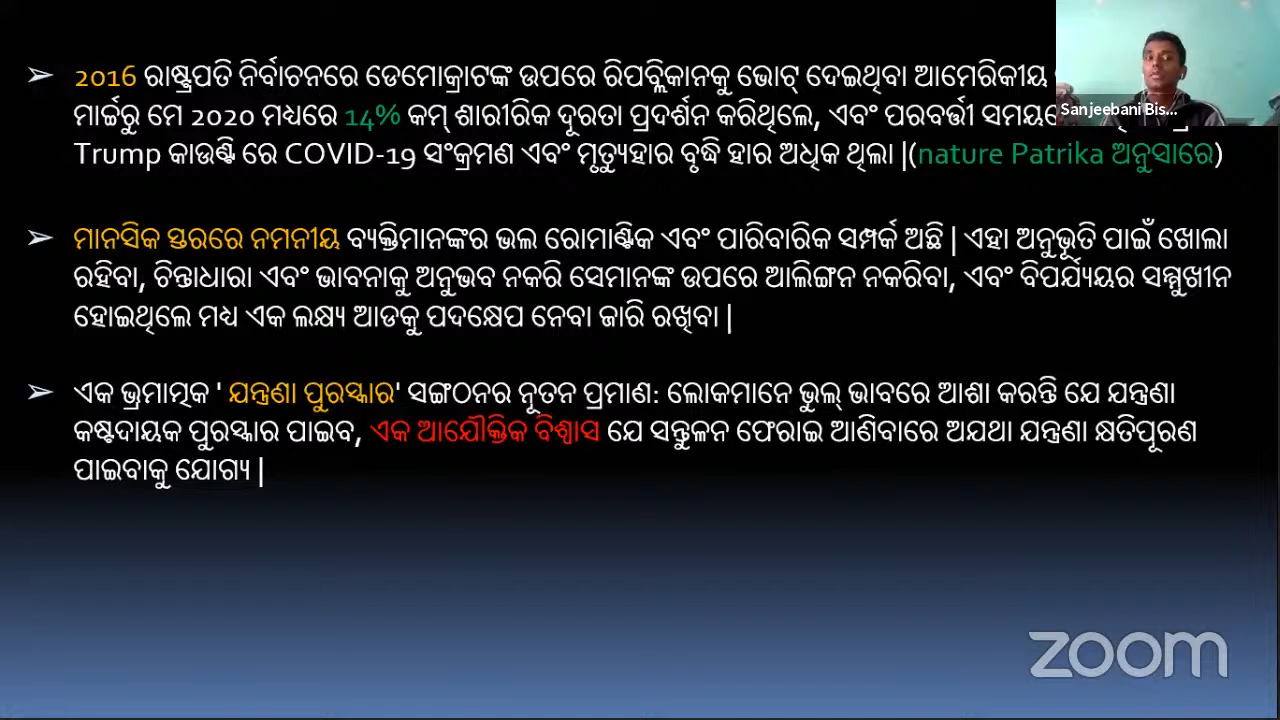 ➢ 2016 ରାଷ୍ଟ୍ରପତି ନିର୍ବାଚନରେ ଡେମୋକ୍ରାଟଙ୍କ ଉପରେ ରିପବ୍ଲିକାନକୁ ଭୋଟ୍ ଦେଇଥିବା ଆମେରିକୀୟ
ମାର୍ଚ୍ଚରୁ ମେ 2020 ମଧ୍ୟରେ 14% କମ୍ ଶାରୀରିକ ଦୂରତା ପ୍ରଦର୍ଶନ କରିଥିଲେ, ଏବଂ ପରବର୍ତ୍ତୀ
Trump କାଉଣ୍ଟି ରେ COVID-19 ସଂକ୍ରମଣ ଏବଂ ମୃତ୍ୟୁହାର ବୃଦ୍ଧି ହାର ଅଧିକ ଥିଲା |(nature Patrika ଅନୁସାରେ)
➢ ମାନସିକ ସ୍ତରରେ ନମନୀୟ ବ୍ୟକ୍ତିମାନଙ୍କର ଭଲ ରୋମାଣ୍ଟିକ ଏବଂ ପାରିବାରିକ ସମ୍ପର୍କ ଅଛି | ଏହା ଅନୁଭୂତି ପାଇଁ ଖୋଲା
ରହିବା, ଚିନ୍ତାଧାରା ଏବଂ ଭାବନାକୁ ଅନୁଭବ ନକରି ସେମାନଙ୍କ ଉପରେ ଆଲିଙ୍ଗନ ନକରିବା, ଏବଂ ବିପର୍ଯ୍ୟୟର ସମ୍ମୁଖୀନ
ହୋଇଥିଲେ ମଧ୍ୟ ଏକ ଲକ୍ଷ୍ୟ ଆଡକୁ ପଦକ୍ଷେପ ନେବା ଜାରି ରଖିବା |
➢ ଏକ ଭ୍ରମାତ୍ମକ ' ଯନ୍ତ୍ରଣା ପୁରସ୍କାର' ସଙ୍ଗଠନର ନୂତନ ପ୍ରମାଣ: ଲୋକମାନେ ଭୁଲ୍ ଭାବରେ ଆଶା କରନ୍ତି ଯେ ଯନ୍ତ୍ରଣା
କଷ୍ଟଦାୟକ ପୁରସ୍କାର ପାଇବ, ଏକ ଆଯୌକ୍ତିକ ବିଶ୍ୱାସ ଯେ ସନ୍ତୁଳନ ଫେରାଇ ଆଣିବାରେ ଅଯଥା ଯନ୍ତ୍ରଣା କ୍ଷତିପୂରଣ
ପାଇବାକୁ ଯୋଗ୍ୟ |
Sanjeebani Bis...
zoom